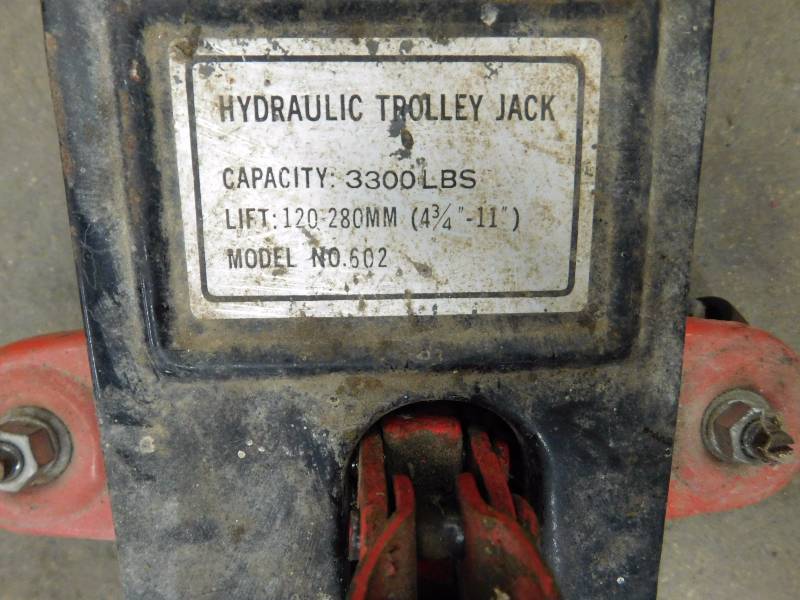 HYDRAULIC TROLLEY JACK
CAPACITY: 3300 LBS
LIFT: 120-280MM (4¾"-11")
MODEL NO.602